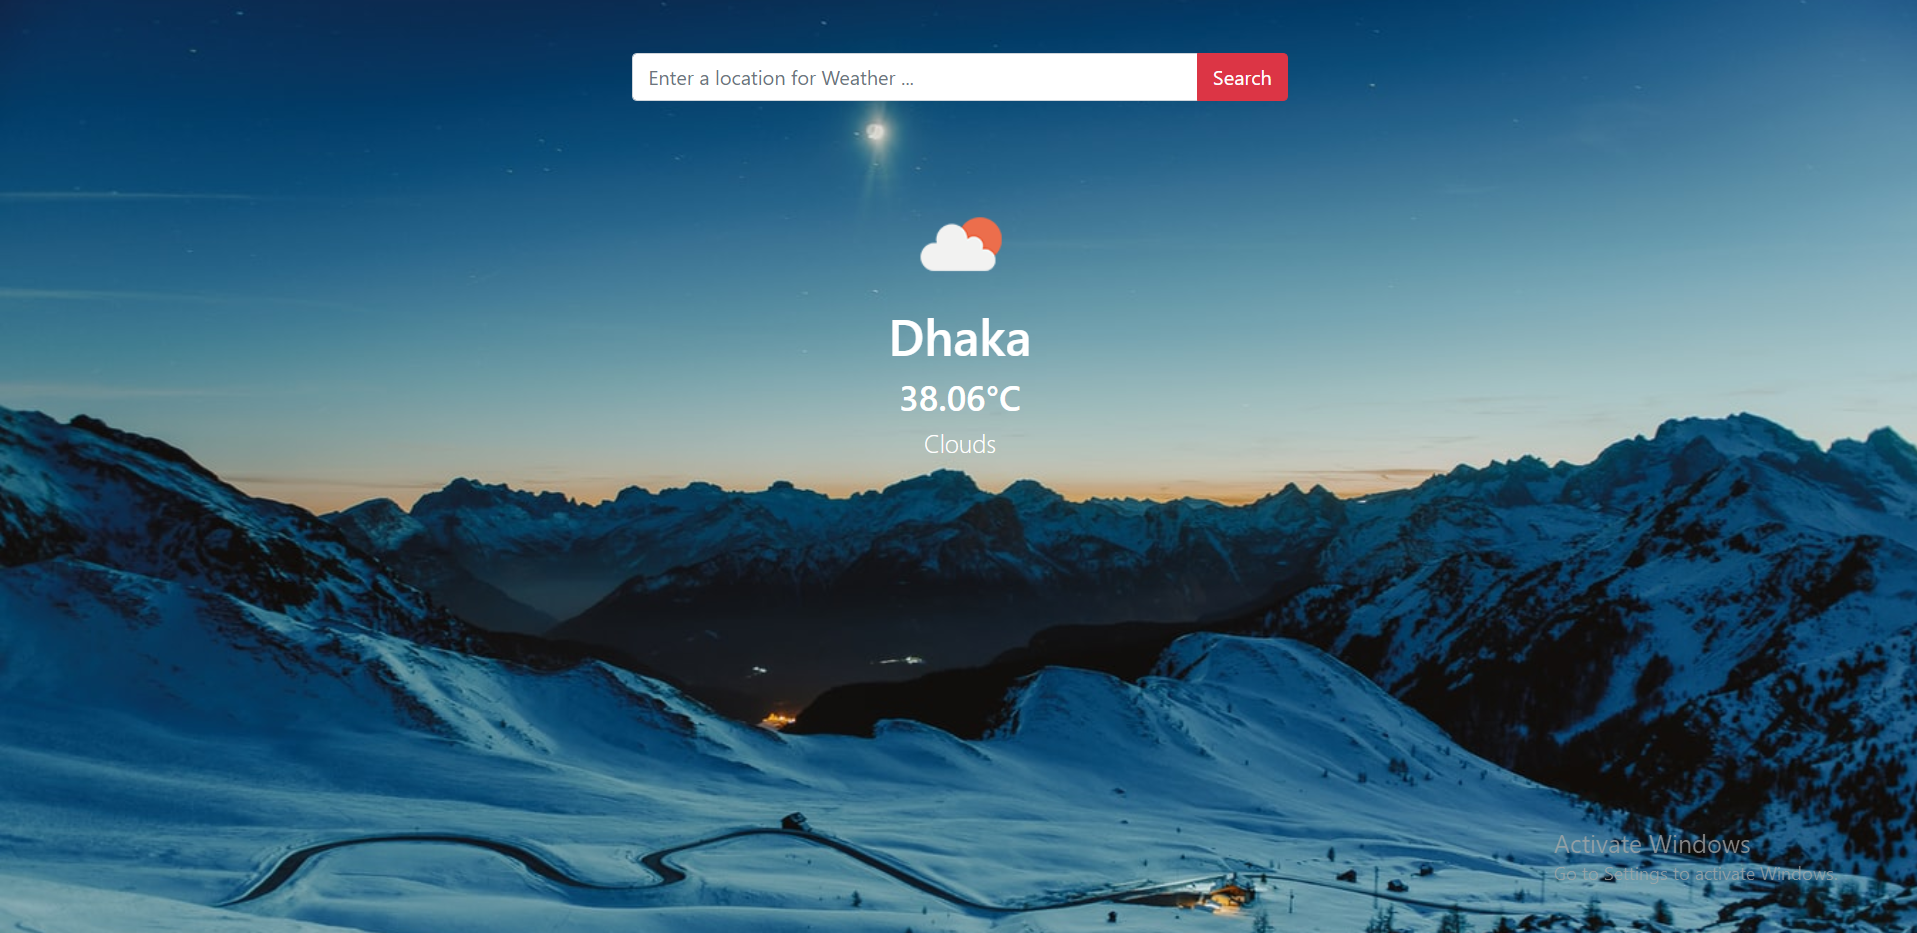 Enter a location for Weather ...
Search
Dhaka
38.06°C
Clouds
Activate Windows
Go to Settings to activate Windows.